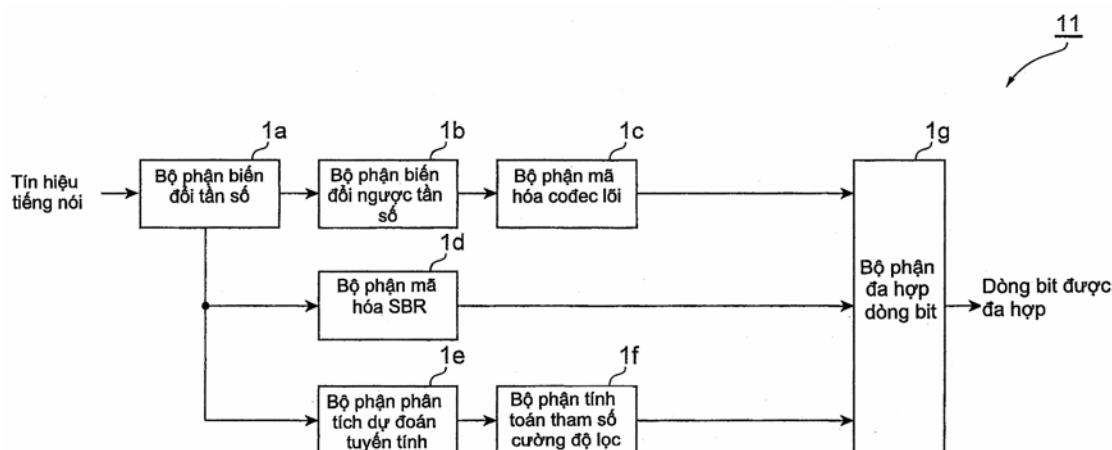 11
1a
1b
1c
1g
Tín hiệu
tiếng nói
Bộ phận biến
đổi tần số
Bộ phận biến
đổi ngược tần
số
Bộ phận mã
hóa cođec lõi
1d
Bộ phận mã
hóa SBR
Bộ phận
đa hợp
dòng bit
Dòng bit được
đa hợp
1e
1f
Bộ phận phân
tích dự đoán
tuyến tính
Bộ phận tính
toán tham số
cường độ lọc